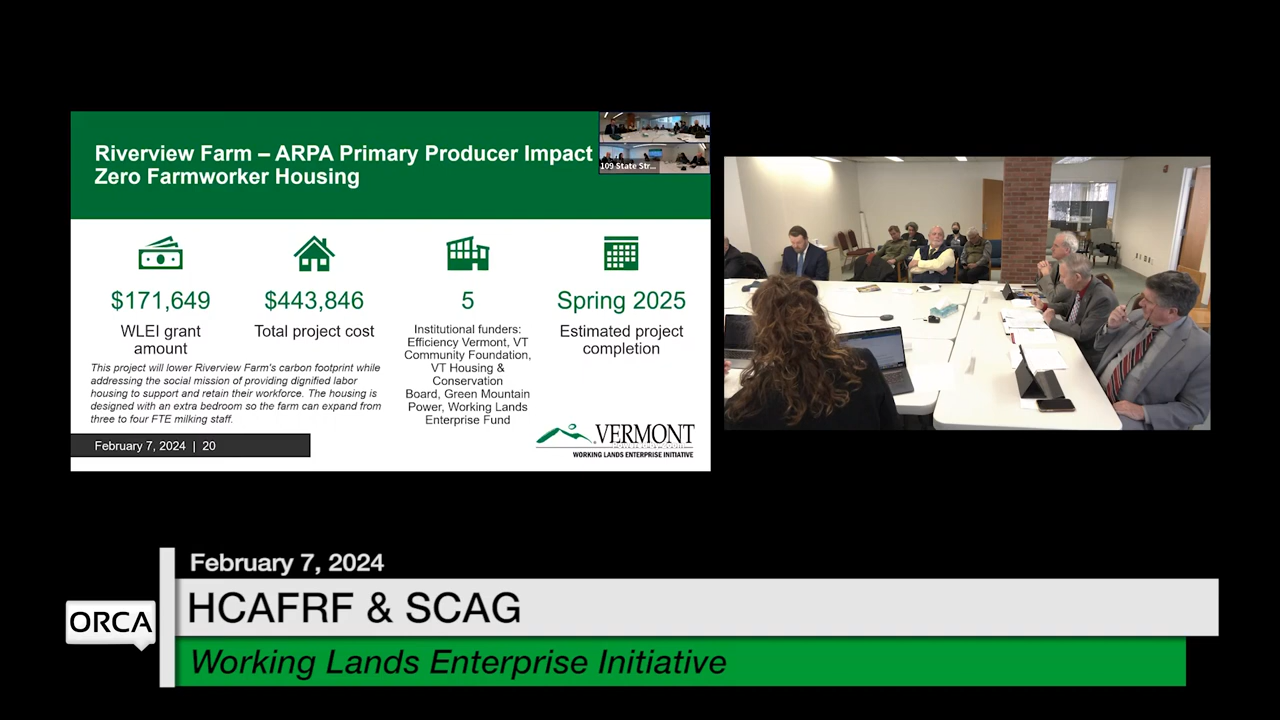 Riverview Farm – ARPA Primary Producer Impact
Zero Farmworker Housing
109 State Str...
$171,649
WLEI grant
amount
$443,846
Total project cost
5
Institutional funders:
Efficiency Vermont, VT
Community Foundation,
VT Housing &
Conservation
Board, Green Mountain
Power, Working Lands
Enterprise Fund
Spring 2025
Estimated project
completion
This project will lower Riverview Farm's carbon footprint while
addressing the social mission of providing dignified labor
housing to support and retain their workforce. The housing is
designed with an extra bedroom so the farm can expand from
three to four FTE milking staff.
February 7, 2024 | 20
VERMONT
WORKING LANDS ENTERPRISE INITIATIVE
February 7, 2024
ORCA
HCAFRF & SCAG
Working Lands Enterprise Initiative